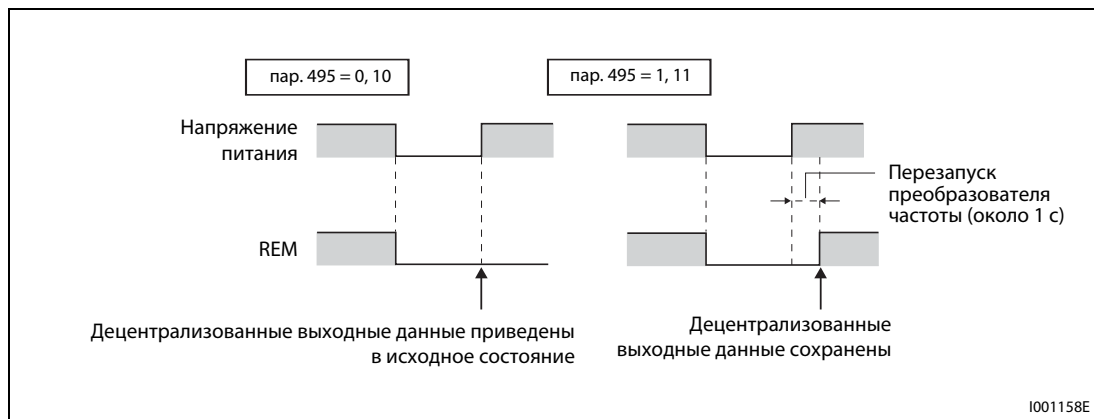 пар. 495 = 0, 10
пар. 495 = 1, 11
Напряжение
питания
Перезапуск
преобразователя
частоты (около 1 с)
REM
Децентрализованные выходные данные приведены
в исходное состояние
Децентрализованные
выходные данные сохранены
I001158E